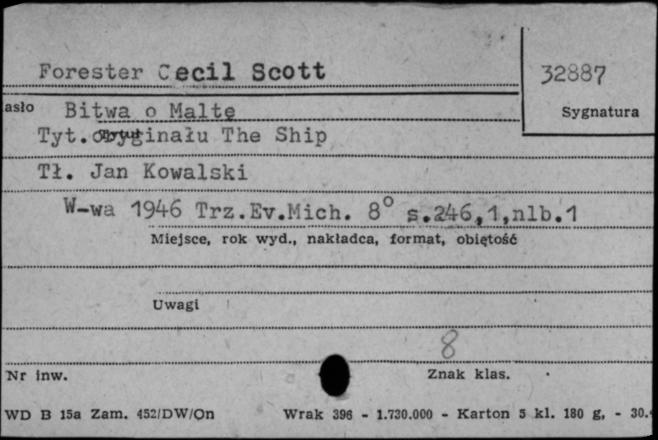 Forester Cecil Scott
32887
asło Bitwa o Maltę
Sygnatura
Tyt. oryginału The Ship
Tł. Jan Kowalski
W-wa 1946 Trz.Ev.Mich. 8° s.246,1,nlb.1
Miejsce, rok wyd., nakładca, format, objętość
Uwagi
8
Nr inw.
Znak klas.
WD B 15a Zam. 452/DW/On Wrak 396 - 1.730.000 - Karton 5 kl. 180 g, - 30.